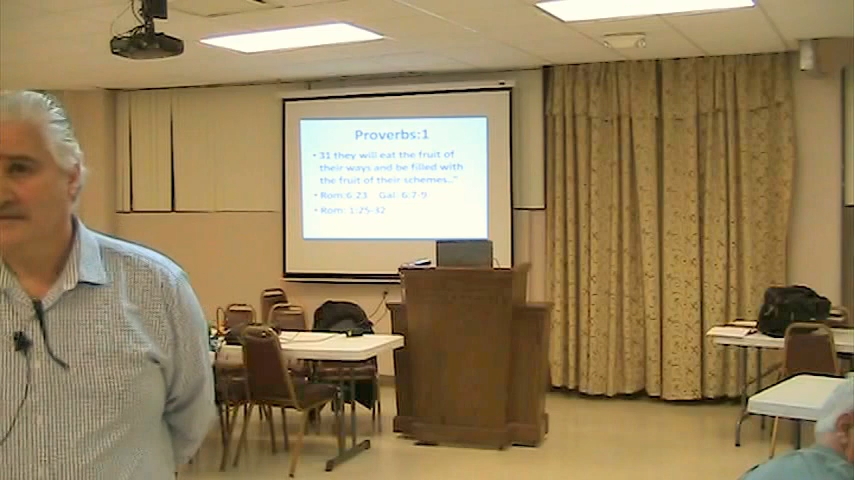 Proverbs:1
• 31 they will eat the fruit of
their ways and be filled with
the fruit of their schemes.."
• Rom:6:23 Gal: 6:7-9
• Rom: 1:25-32